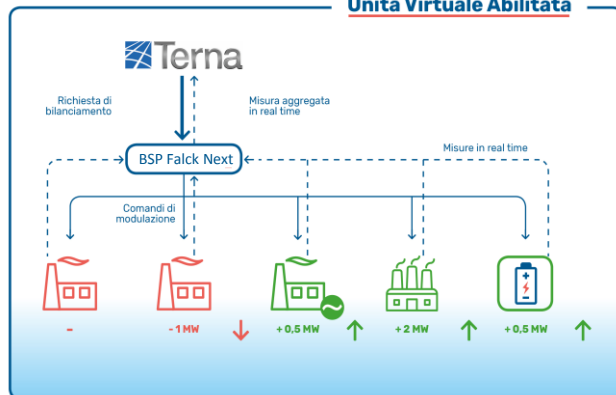 Unità Virtuale Abilitata
Terna
Richiesta di
bilanciamento
Misura aggregata
in real time
BSP Falck Next
Misure in real time
Comandi di
modulazione
-
- 1 MW
+ 0,5 MW
+ 2 MW
+ 0,5 MW